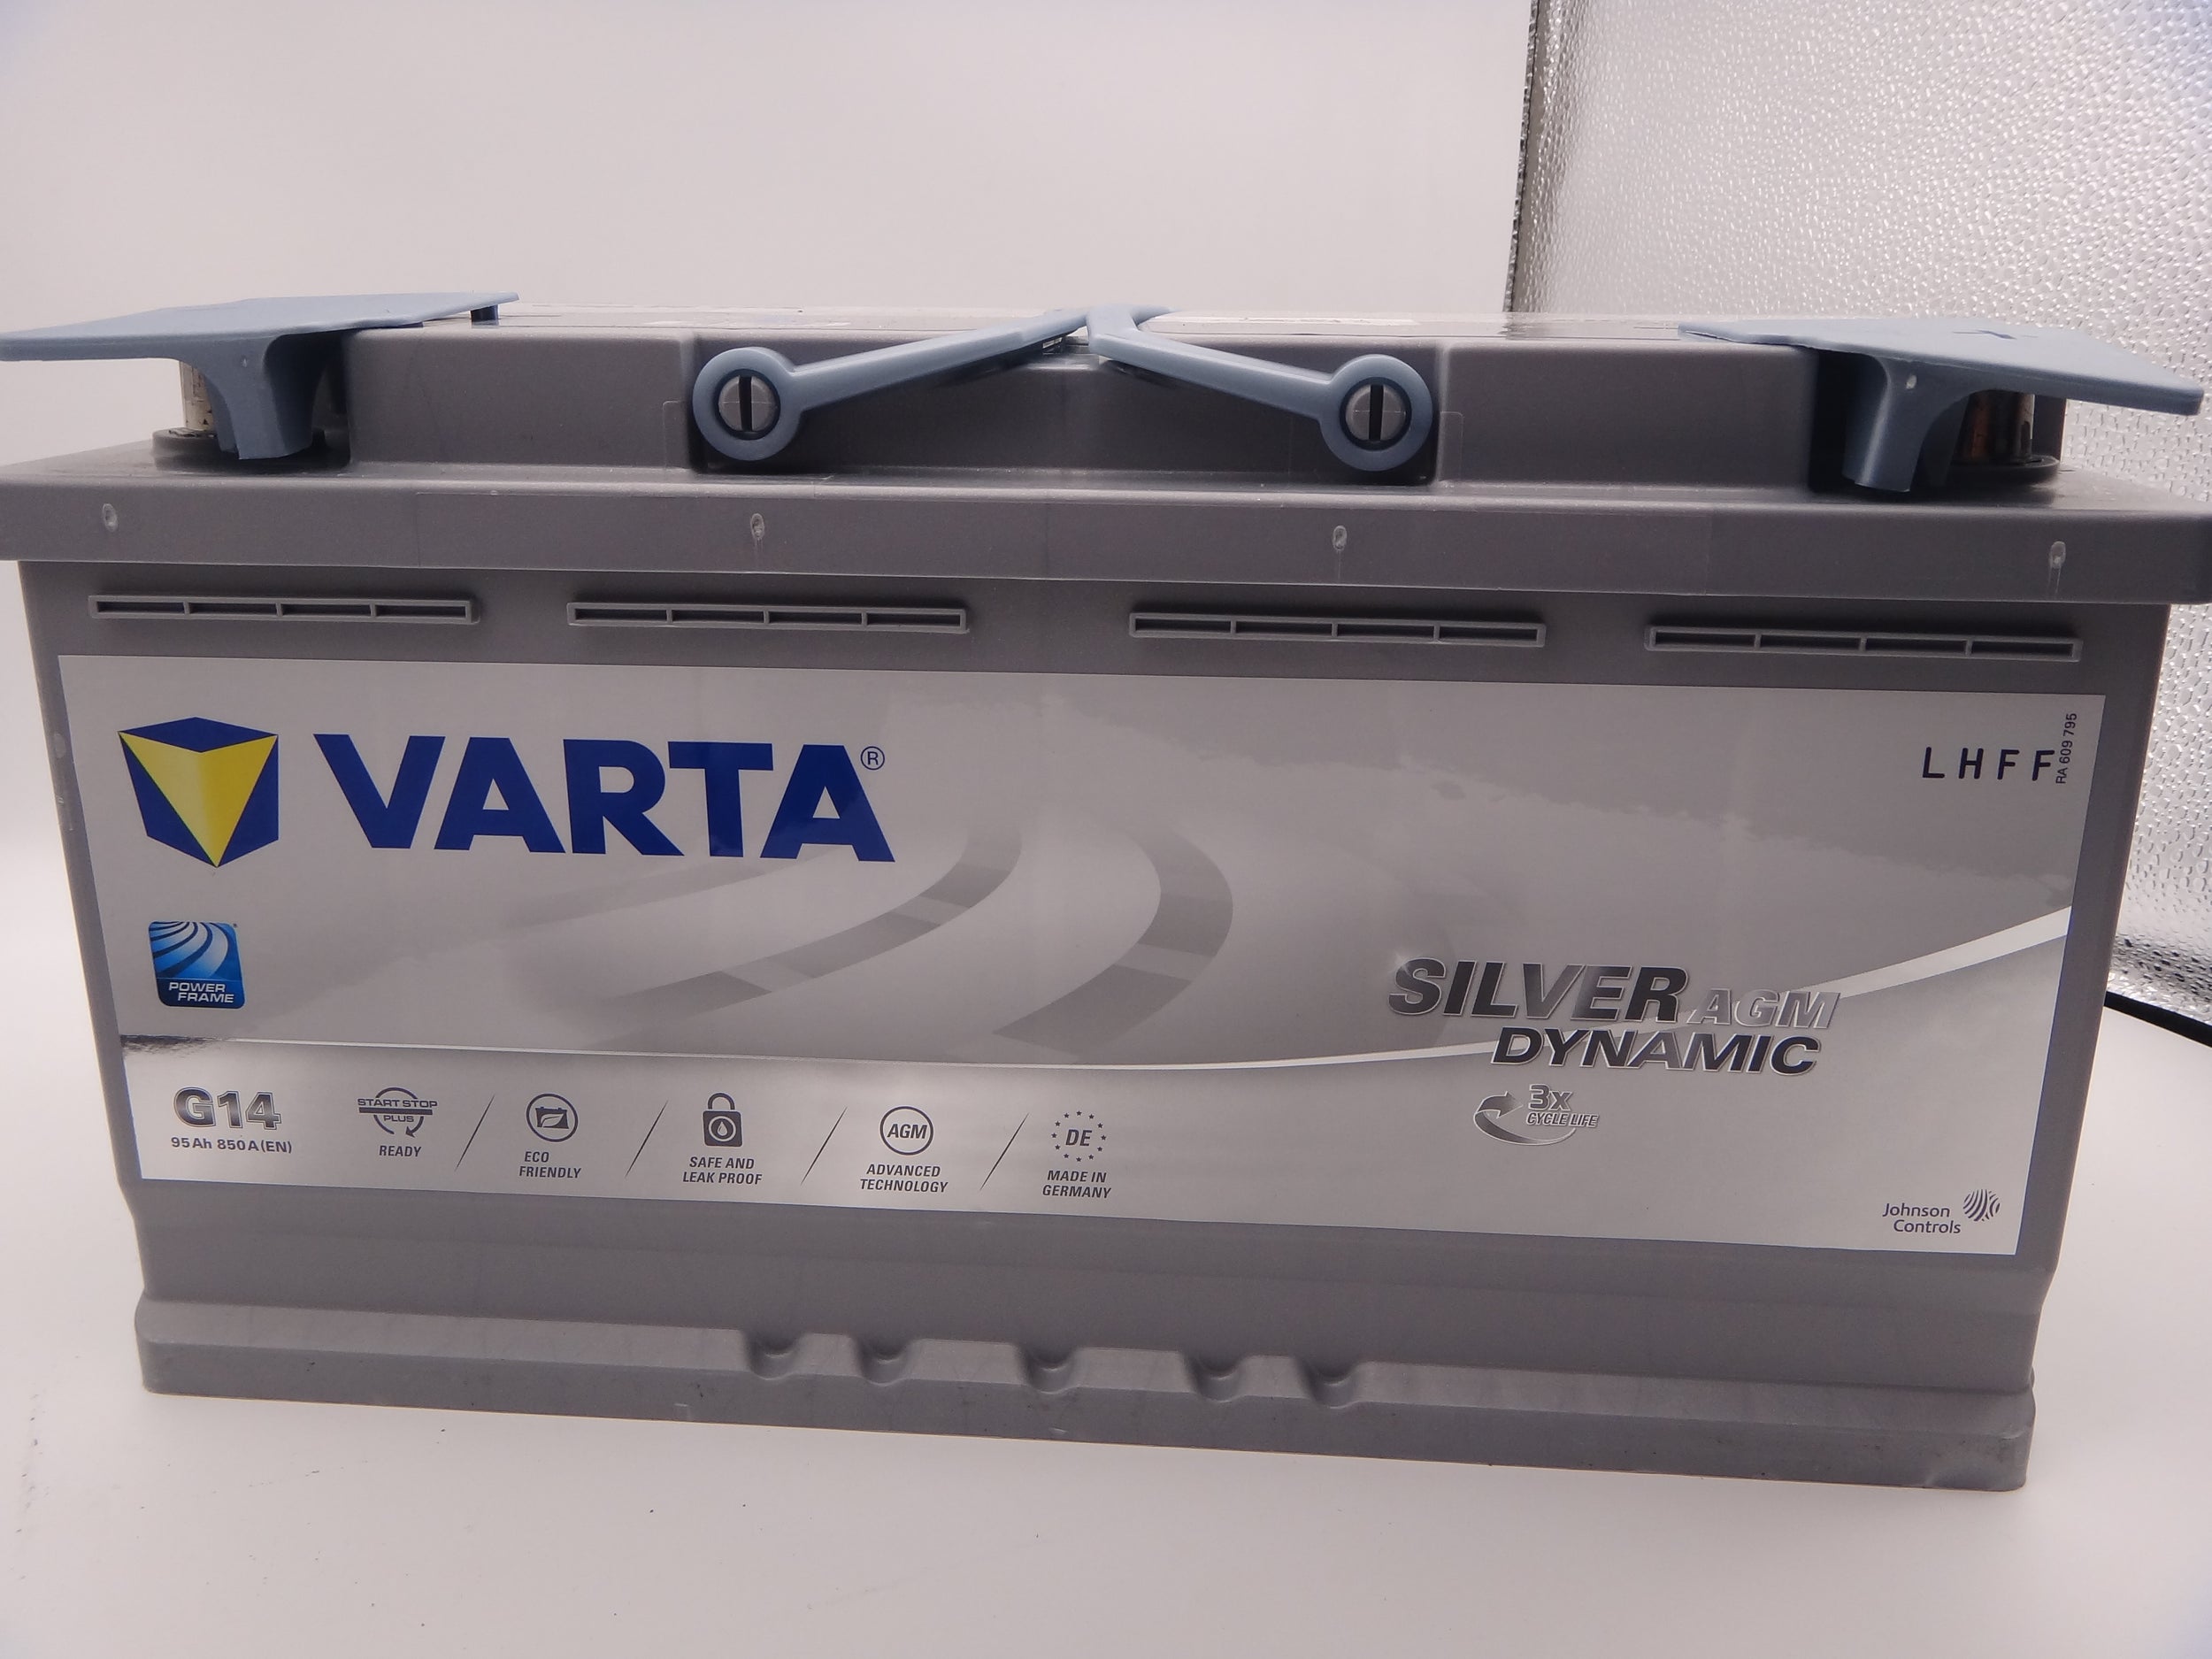 VARTA®
LHFF
RA 609 795
POWER
FRAME
SILVER AGM
DYNAMIC
3x
CYCLE LIFE
G14
95Ah 850A(EN)
START STOP
PLUS
READY
ECO
FRIENDLY
SAFE AND
LEAK PROOF
AGM
ADVANCED
TECHNOLOGY
DE
MADE IN
GERMANY
Johnson
Controls